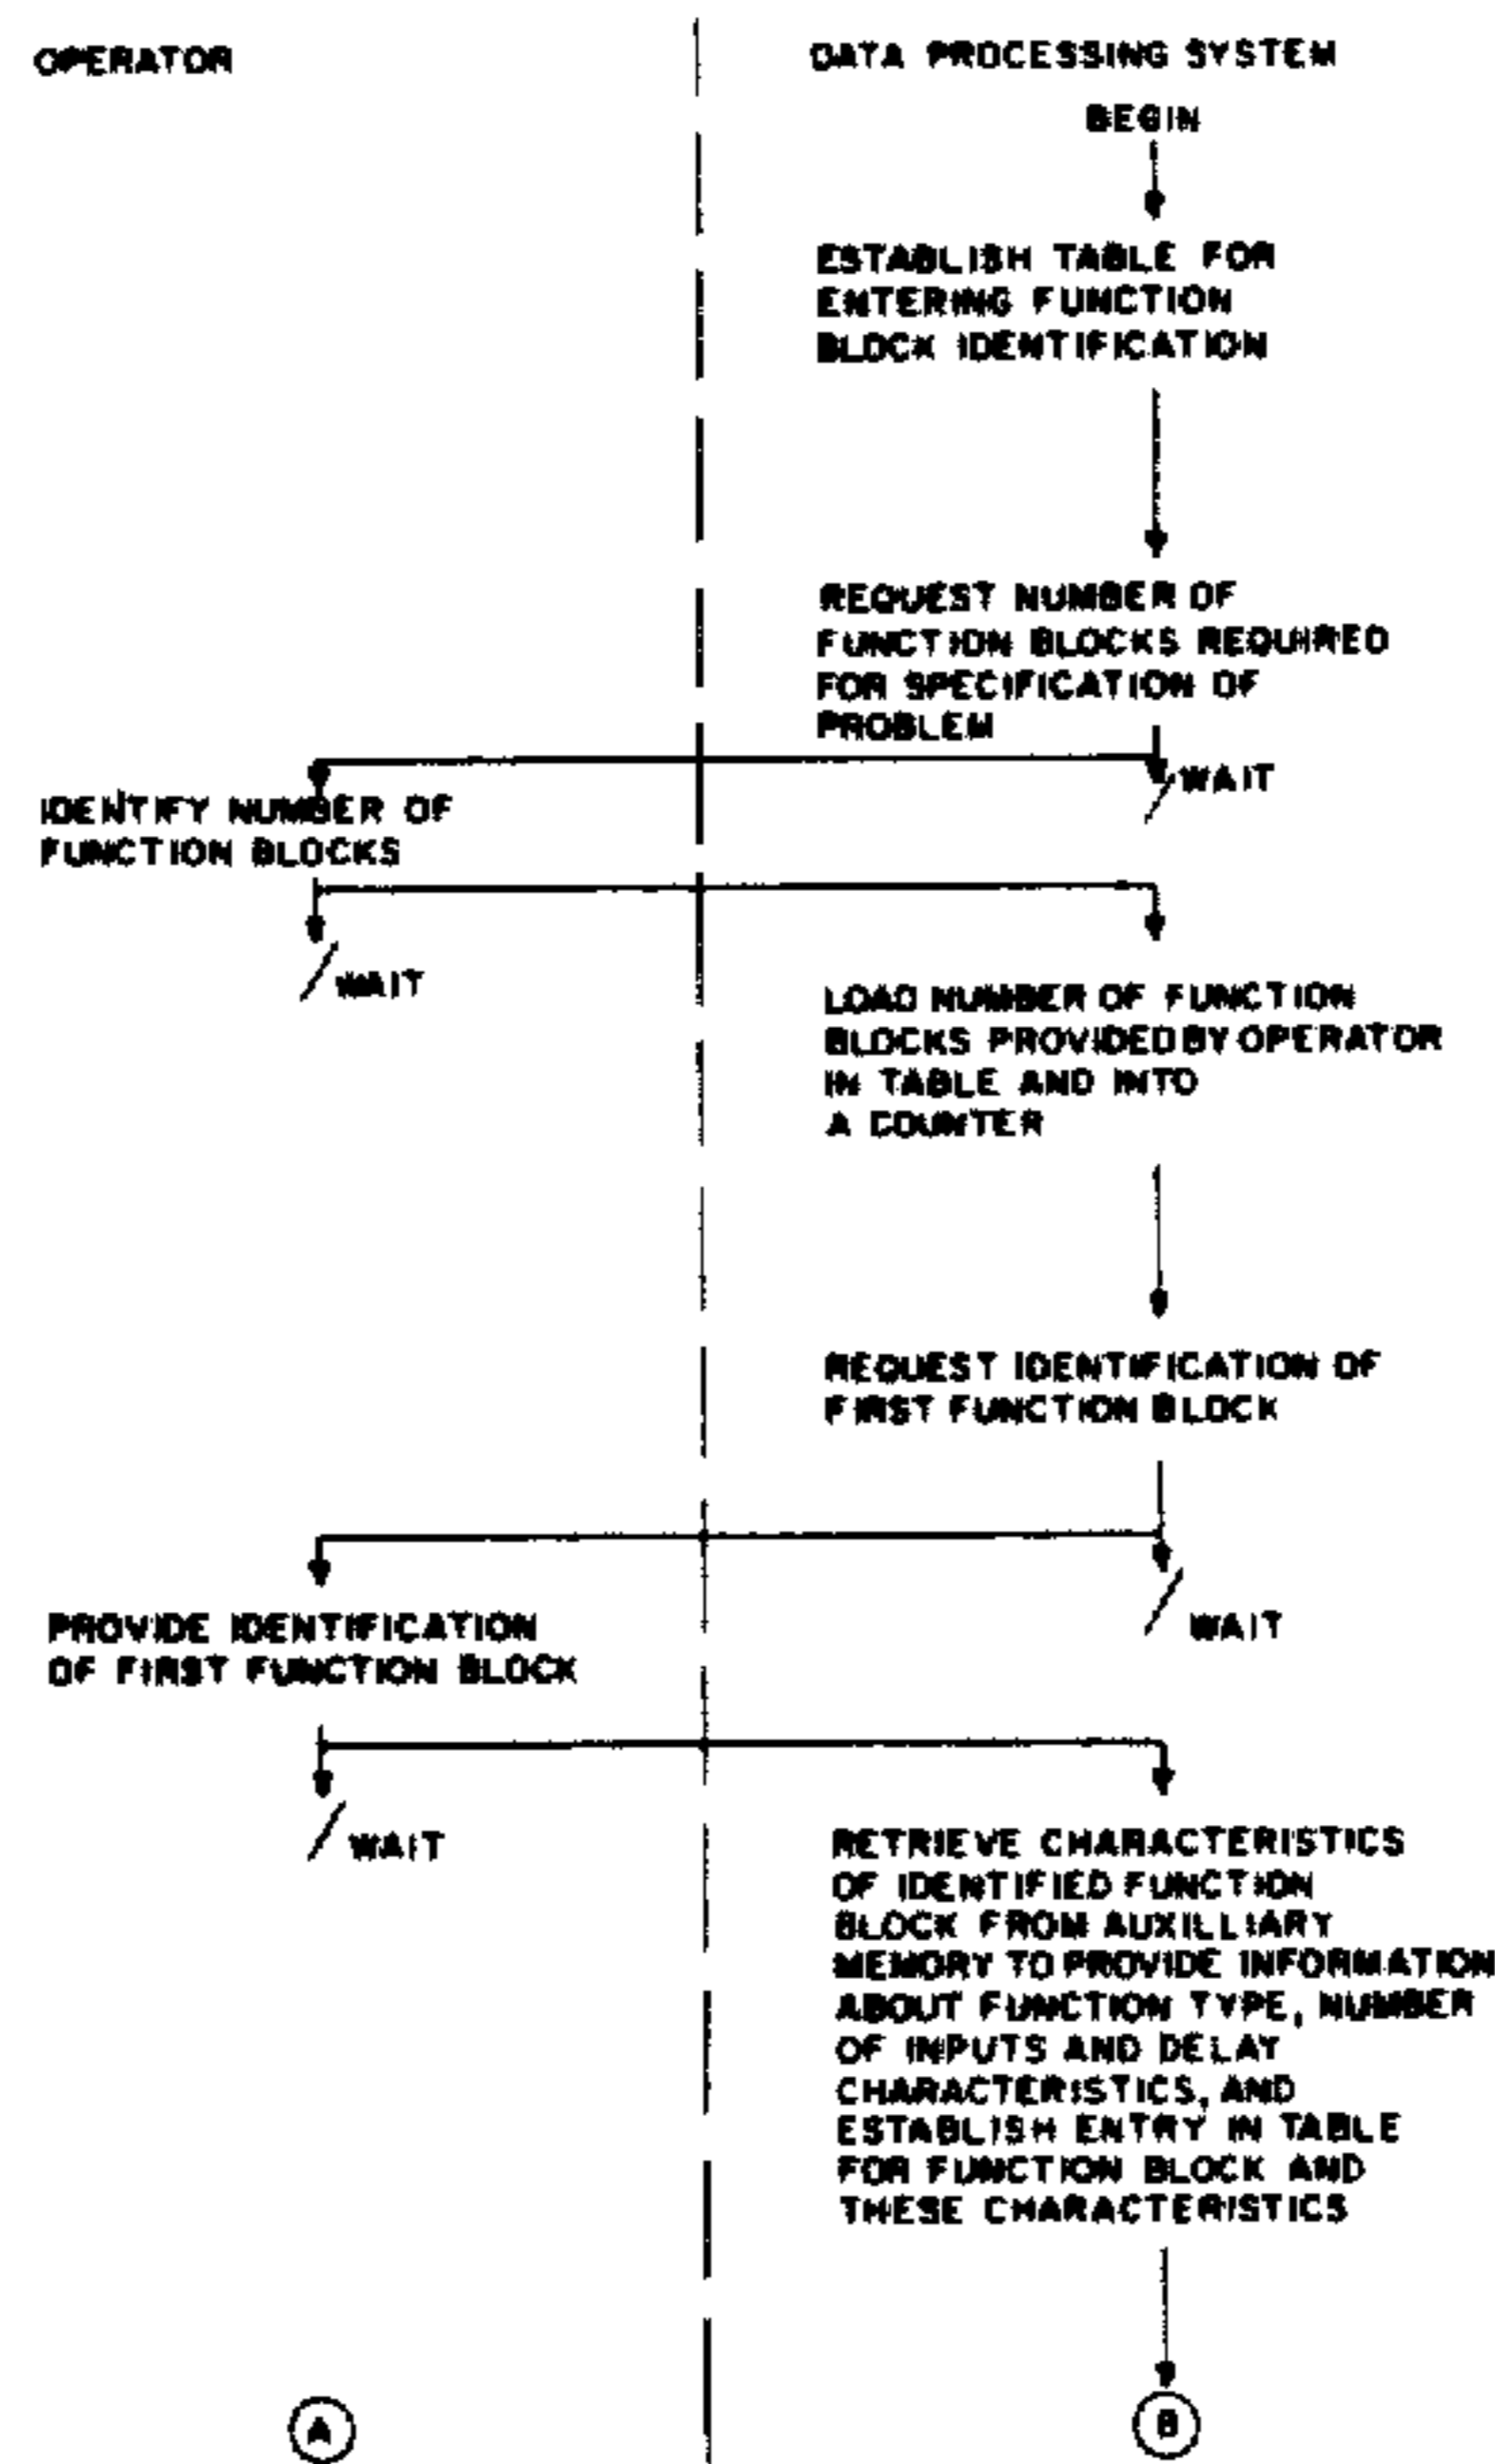 OPERATOR
DATA PROCESSING SYSTEM
BEGIN
ESTABLISH TABLE FOR
ENTERING FUNCTION
BLOCK IDENTIFICATION
REQUEST NUMBER OF
FUNCTION BLOCKS REQUIRED
FOR SPECIFICATION OF
PROBLEM
WAIT
IDENTIFY NUMBER OF
FUNCTION BLOCKS
WAIT
LOAD NUMBER OF FUNCTION
BLOCKS PROVIDED BY OPERATOR
IN TABLE AND INTO
A COUNTER
REQUEST IDENTIFICATION OF
FIRST FUNCTION BLOCK
WAIT
PROVIDE IDENTIFICATION
OF FIRST FUNCTION BLOCK
WAIT
RETRIEVE CHARACTERISTICS
OF IDENTIFIED FUNCTION
BLOCK FROM AUXILLIARY
MEMORY TO PROVIDE INFORMATION
ABOUT FUNCTION TYPE, NUMBER
OF INPUTS AND DELAY
CHARACTERISTICS, AND
ESTABLISH ENTRY IN TABLE
FOR FUNCTION BLOCK AND
THESE CHARACTERISTICS
A
B